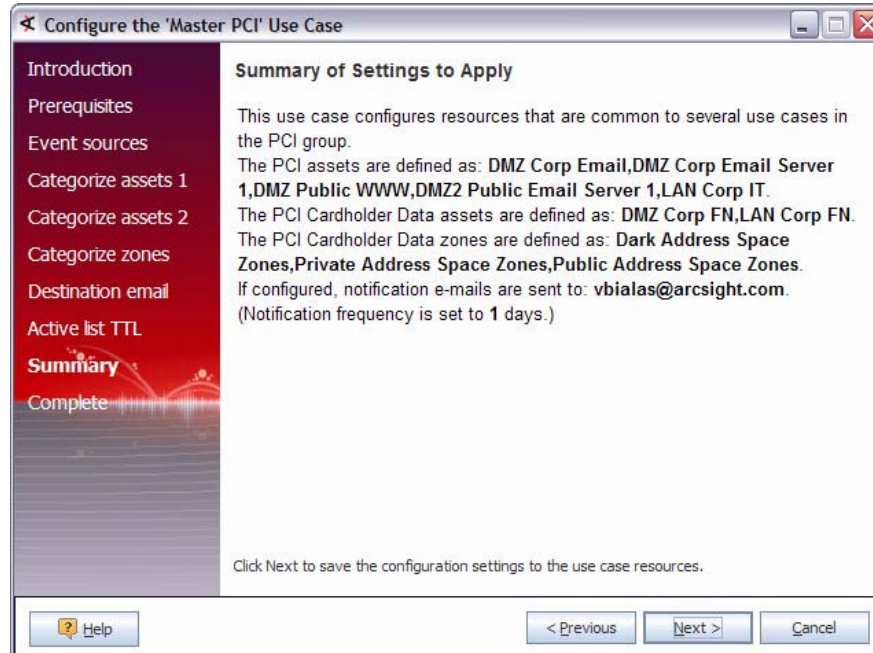 Configure the 'Master PCI' Use Case
Introduction
Prerequisites
Event sources
Categorize assets 1
Categorize assets 2
Categorize zones
Destination email
Active list TTL
Summary
Complete
Summary of Settings to Apply
This use case configures resources that are common to several use cases in
the PCI group.
The PCI assets are defined as: DMZ Corp Email,DMZ Corp Email Server
1,DMZ Public WWW,DMZ2 Public Email Server 1,LAN Corp IT.
The PCI Cardholder Data assets are defined as: DMZ Corp FN,LAN Corp FN.
The PCI Cardholder Data zones are defined as: Dark Address Space
Zones,Private Address Space Zones,Public Address Space Zones.
If configured, notification e-mails are sent to: vbialas@arcsight.com.
(Notification frequency is set to 1 days.)
Click Next to save the configuration settings to the use case resources.
Help
< Previous
Next >
Cancel